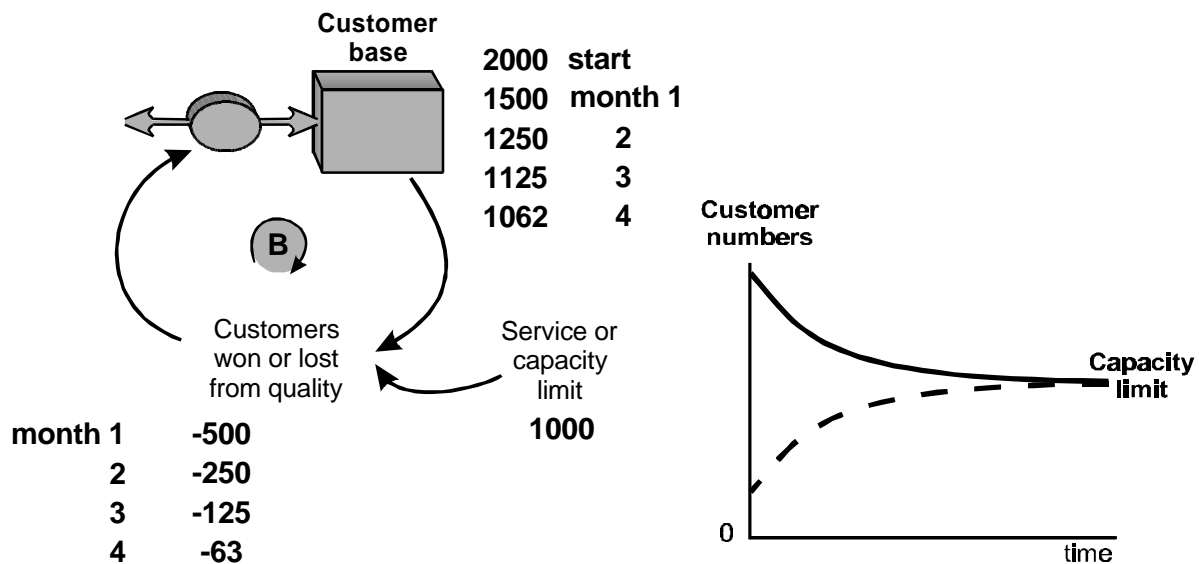 Customer
base
2000 start
1500 month 1
1250 2
1125 3
1062 4
B
Customers
won or lost
from quality
Service or
capacity
limit
1000
month 1 -500
2 -250
3 -125
4 -63
Customer
numbers
Capacity
limit
0
time